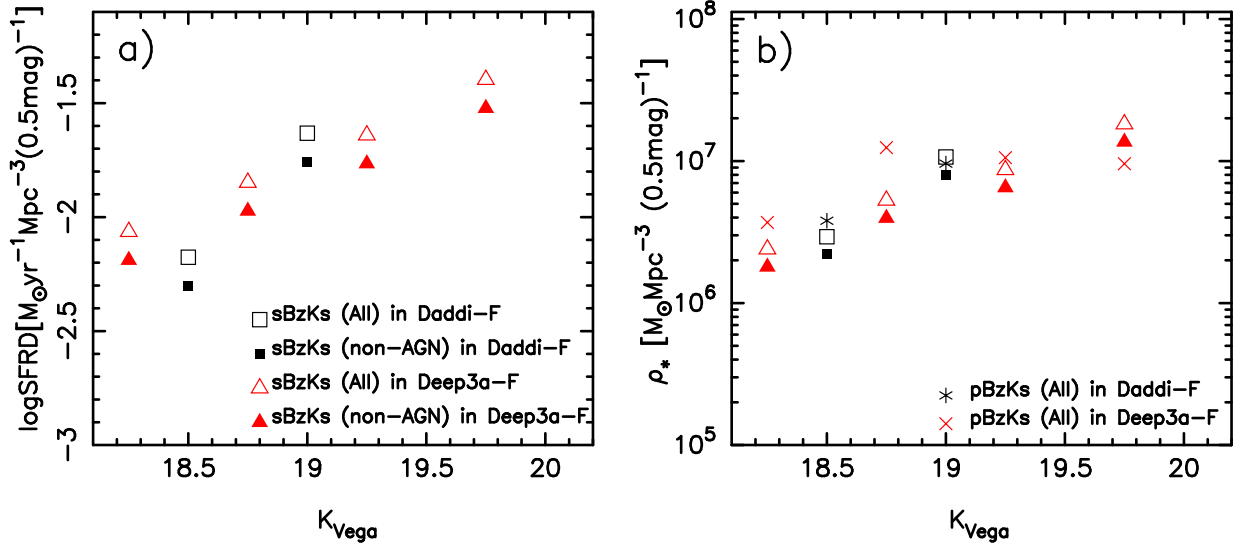 a)
logSFRD[M⊙yr⁻¹Mpc⁻³(0.5mag)⁻¹]
−1.5
−2
−2.5
−3
sBzKs (All) in Daddi−F
sBzKs (non−AGN) in Daddi−F
sBzKs (All) in Deep3a−F
sBzKs (non−AGN) in Deep3a−F
18.5 19 19.5 20
K_Vega
b)
ρ_* [M⊙Mpc⁻³ (0.5mag)⁻¹]
10⁸
10⁷
10⁶
10⁵
pBzKs (All) in Daddi−F
pBzKs (All) in Deep3a−F
18.5 19 19.5 20
K_Vega